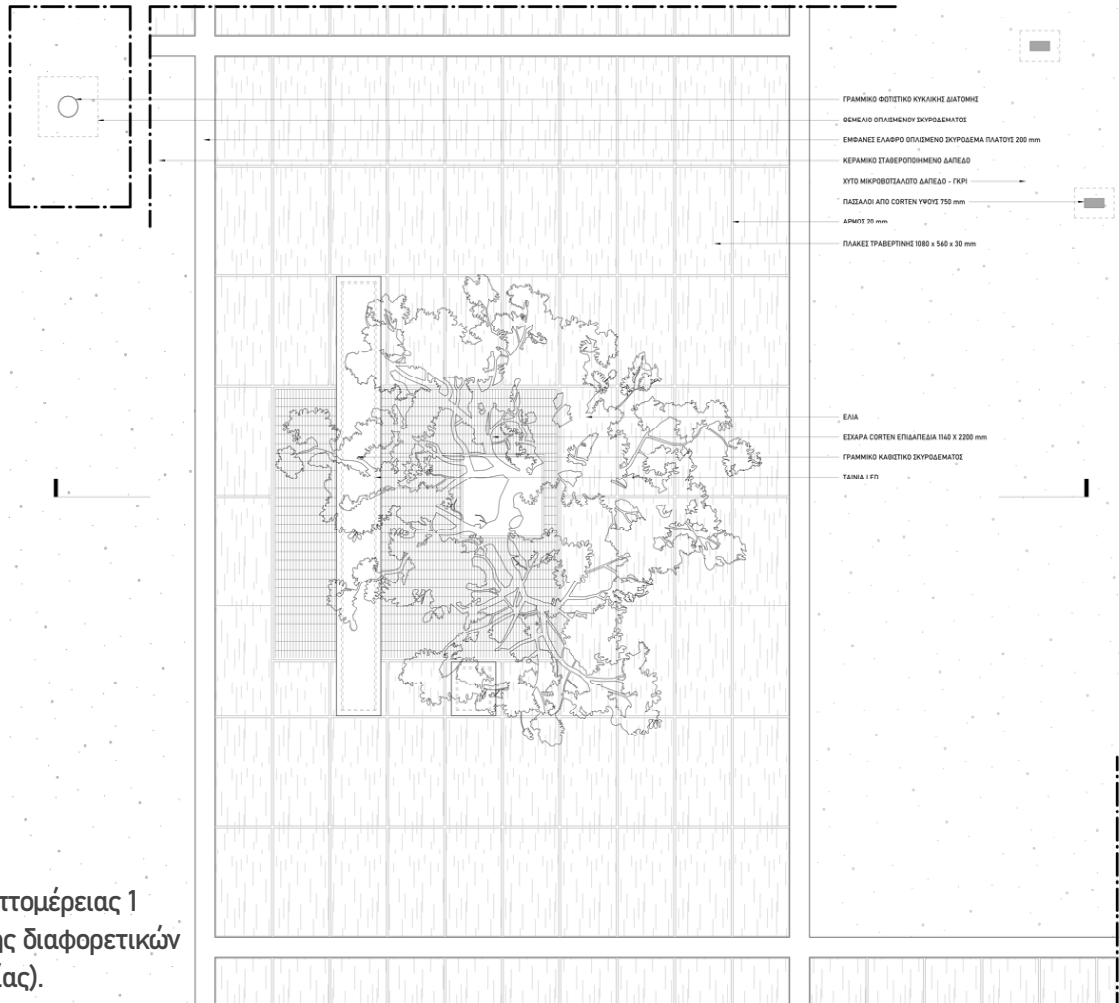 ΓΡΑΜΜΙΚΟ ΦΩΤΙΣΤΙΚΟ ΚΥΚΛΙΚΗΣ ΔΙΑΤΟΜΗΣ
ΘΕΜΕΛΙΟ ΟΠΛΙΣΜΕΝΟΥ ΣΚΥΡΟΔΕΜΑΤΟΣ
ΕΜΦΑΝΕΣ ΕΛΑΦΡΟ ΟΠΛΙΣΜΕΝΟ ΣΚΥΡΟΔΕΜΑ ΠΛΑΤΟΥΣ 200 mm
ΚΕΡΑΜΙΚΟ ΣΤΑΘΕΡΟΠΟΙΗΜΕΝΟ ΔΑΠΕΔΟ
ΧΥΤΟ ΜΙΚΡΟΒΟΤΣΑΛΩΤΟ ΔΑΠΕΔΟ - ΓΚΡΙ
ΠΑΣΣΑΛΟΙ ΑΠΟ CORTEN ΥΨΟΥΣ 750 mm
ΑΡΜΟΣ 20 mm
ΠΛΑΚΕΣ ΤΡΑΒΕΡΤΙΝΗΣ 1080 x 560 x 30 mm
ΕΛΙΑ
ΕΣΧΑΡΑ CORTEN ΕΠΙΔΑΠΕΔΙΑ 1140 X 2200 mm
ΓΡΑΜΜΙΚΟ ΚΑΘΙΣΤΙΚΟ ΣΚΥΡΟΔΕΜΑΤΟΣ
ΤΑΙΝΙΑ LED
πτομέρειας 1
ης διαφορετικών
ίας).